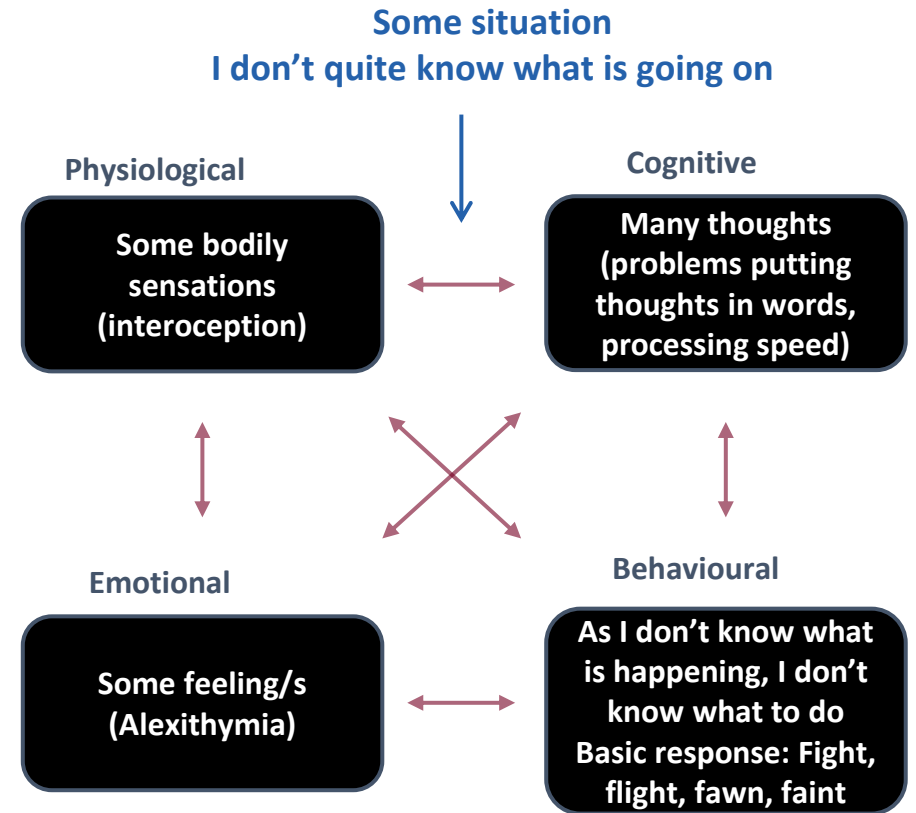 Some situation
I don’t quite know what is going on
Physiological
Some bodily
sensations
(interoception)
Cognitive
Many thoughts
(problems putting
thoughts in words,
processing speed)
Emotional
Some feeling/s
(Alexithymia)
Behavioural
As I don’t know what
is happening, I don’t
know what to do
Basic response: Fight,
flight, fawn, faint